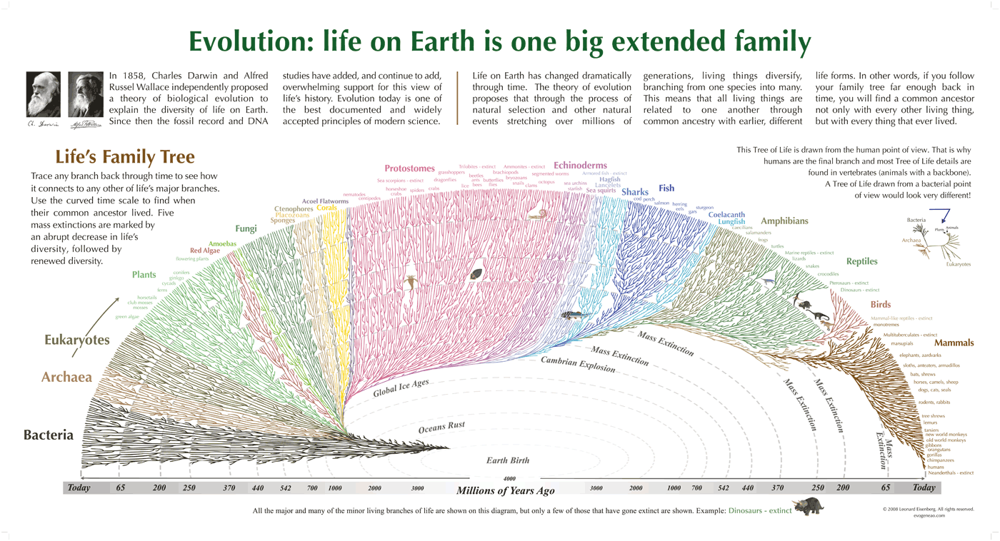 Evolution: life on Earth is one big extended family
In 1858, Charles Darwin and Alfred
Russel Wallace independently proposed
a theory of biological evolution to
explain the diversity of life on Earth.
Since then the fossil record and DNA
studies have added, and continue to add,
overwhelming support for this view of
life's history. Evolution today is one of
the best documented and widely
accepted principles of modern science.
Life on Earth has changed dramatically
through time. The theory of evolution
proposes that through the process of
natural selection and other natural
events stretching over millions of
generations, living things diversify,
branching from one species into many.
This means that all living things are
related to one another through
common ancestry with earlier, different
life forms. In other words, if you follow
your family tree far enough back in
time, you will find a common ancestor
not only with every other living thing,
but with every thing that ever lived.
Ch. Darwin
Life's Family Tree
Trace any branch back through time to see how
it connects to any other of life's major branches.
Use the curved time scale to find when
their common ancestor lived. Five
mass extinctions are marked by
an abrupt decrease in life's
diversity, followed by
renewed diversity.
This Tree of Life is drawn from the human point of view. That is why
humans are the final branch and most Tree of Life details are
found in vertebrates (animals with a backbone).
A Tree of Life drawn from a bacterial point
of view would look very different!
Bacteria
Plants
Animals
Archaea
Eukaryotes
Bacteria
Archaea
Eukaryotes
green algae
mosses
club mosses
horsetails
ferns
cycads
ginkgo
conifers
Plants
flowering plants
Red Algae
Amoebas
Fungi
Sponges
Placozoans
Ctenophores
Corals
Acoel Flatworms
nematodes
centipedes
Protostomes
Sea scorpions - extinct
horseshoe
crabs
spiders
crabs
dragonflies
grasshoppers
Trilobites - extinct
lice
beetles
ants
bees
butterflies
flies
brachiopods
Ammonites - extinct
bryozoans
snails
clams
segmented worms
octopus
Echinoderms
sea urchins
starfish
Armored fish - extinct
Hagfish
Lancelets
Sea squirts
Sharks
Fish
cod
perch
salmon
herring
eels
gars
sturgeon
Coelacanth
Lungfish
Amphibians
caecilians
salamanders
frogs
turtles
Marine reptiles - extinct
lizards
Reptiles
snakes
crocodiles
Pterosaurs - extinct
Dinosaurs - extinct
Birds
Mammal-like reptiles - extinct
monotremes
Multituberculates - extinct
marsupials
Mammals
elephants, aardvarks
sloths, anteaters, armadillos
bats, shrews
horses, camels, sheep
dogs, cats, seals
rodents, rabbits
tree shrews
lemurs
tarsiers
new world monkeys
old world monkeys
gibbons
orangutans
gorillas
chimpanzees
humans
Neanderthals - extinct
Mass Extinction
Mass Extinction
Cambrian Explosion
Global Ice Ages
Oceans Rust
Earth Birth
Mass Extinction
Mass Extinction
Mass Extinction
4000
Today 65 200 250 370 440 542 700 1000 2000 3000 Millions of Years Ago 3000 2000 1000 700 542 440 370 250 200 65 Today
All the major and many of the minor living branches of life are shown on this diagram, but only a few of those that have gone extinct are shown. Example: Dinosaurs - extinct
© 2008 Leonard Eisenberg. All rights reserved.
evogeneao.com